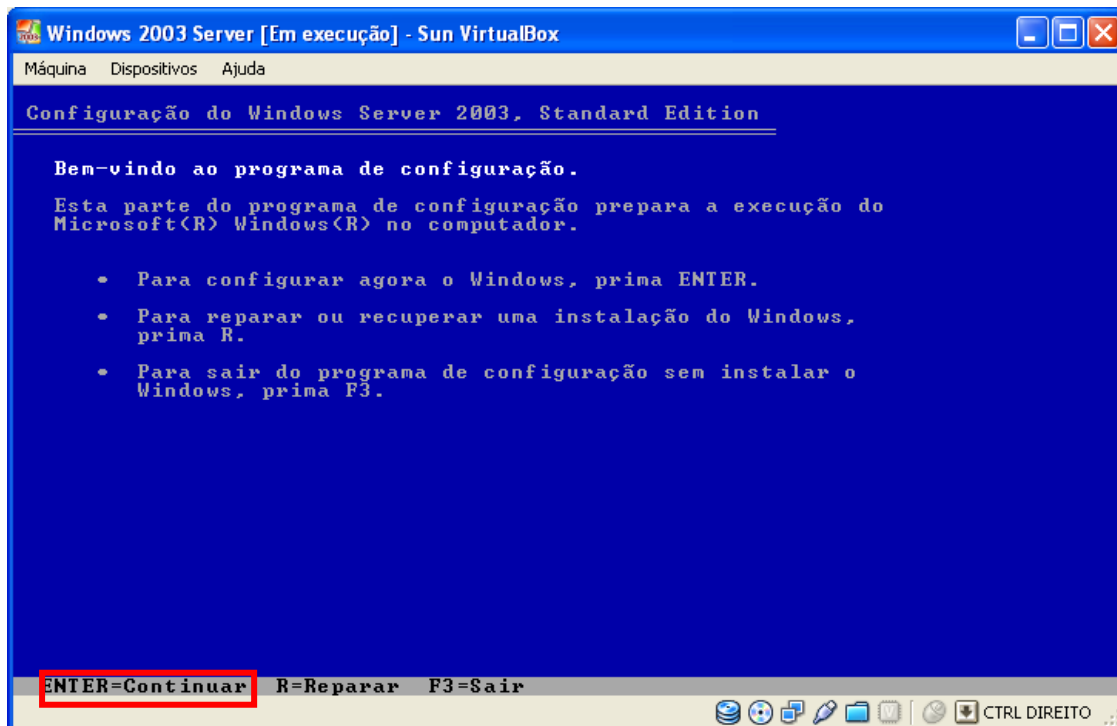 Windows 2003 Server [Em execução] - Sun VirtualBox
Máquina Dispositivos Ajuda
Configuração do Windows Server 2003, Standard Edition
Bem-vindo ao programa de configuração.
Esta parte do programa de configuração prepara a execução do
Microsoft(R) Windows(R) no computador.
• Para configurar agora o Windows, prima ENTER.
• Para reparar ou recuperar uma instalação do Windows,
prima R.
• Para sair do programa de configuração sem instalar o
Windows, prima F3.
ENTER=Continuar R=Reparar F3=Sair
CTRL DIREITO